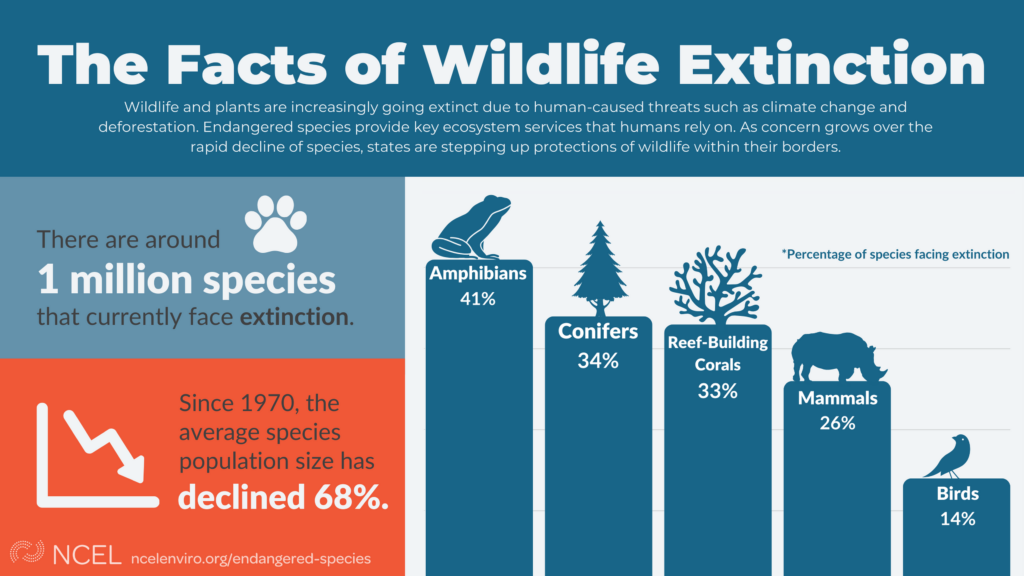 The Facts of Wildlife Extinction
Wildlife and plants are increasingly going extinct due to human-caused threats such as climate change and
deforestation. Endangered species provide key ecosystem services that humans rely on. As concern grows over the
rapid decline of species, states are stepping up protections of wildlife within their borders.
There are around
1 million species
that currently face extinction.
Since 1970, the
average species
population size has
declined 68%.
NCEL ncelenviro.org/endangered-species
*Percentage of species facing extinction
Amphibians
41%
Conifers
34%
Reef-Building
Corals
33%
Mammals
26%
Birds
14%